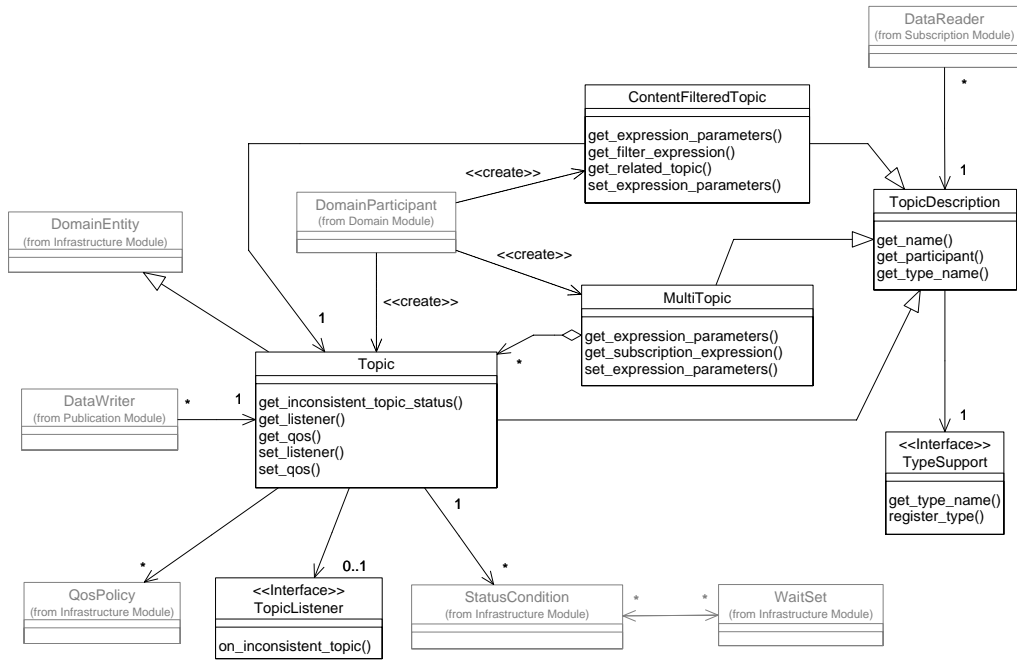 DataReader
(from Subscription Module)
*
1
ContentFilteredTopic
get_expression_parameters()
get_filter_expression()
get_related_topic()
set_expression_parameters()
<<create>>
DomainParticipant
(from Domain Module)
TopicDescription
get_name()
get_participant()
get_type_name()
DomainEntity
(from Infrastructure Module)
<<create>>
<<create>>
MultiTopic
get_expression_parameters()
get_subscription_expression()
set_expression_parameters()
1
*
Topic
get_inconsistent_topic_status()
get_listener()
get_qos()
set_listener()
set_qos()
DataWriter
(from Publication Module)
*
1
1
<<Interface>>
TypeSupport
get_type_name()
register_type()
*
0..1
1
*
QosPolicy
(from Infrastructure Module)
<<Interface>>
TopicListener
on_inconsistent_topic()
StatusCondition
(from Infrastructure Module)
*
*
WaitSet
(from Infrastructure Module)